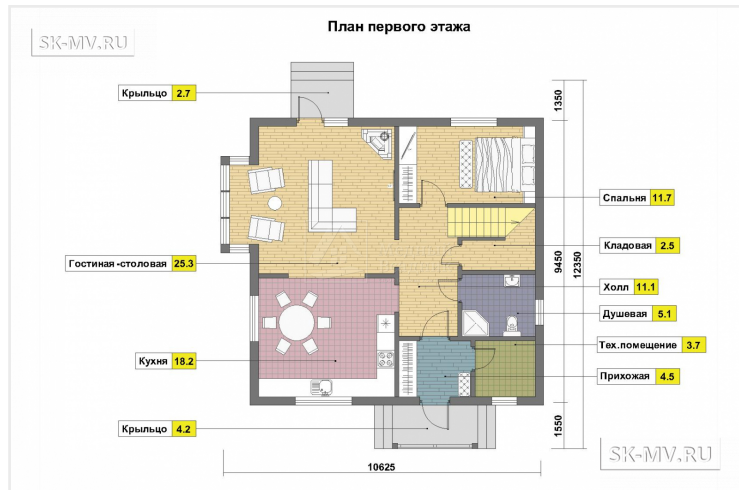 План первого этажа
SK-MV.RU
Крыльцо 2.7
1350
Спальня 11.7
Кладовая 2.5
Гостиная-столовая 25.3
9450
12350
Холл 11.1
Душевая 5.1
Тех.помещение 3.7
Кухня 18.2
Прихожая 4.5
Крыльцо 4.2
1550
SK-MV.RU
10625